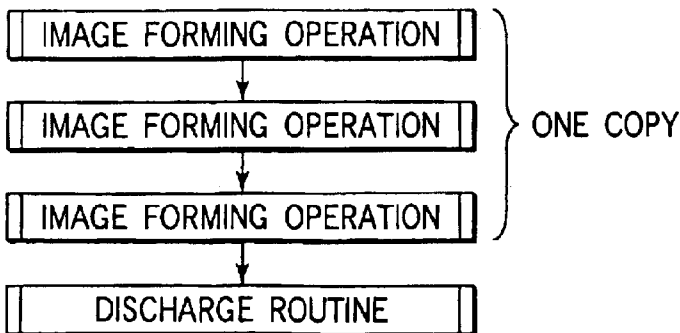 IMAGE FORMING OPERATION
IMAGE FORMING OPERATION
ONE COPY
IMAGE FORMING OPERATION
DISCHARGE ROUTINE